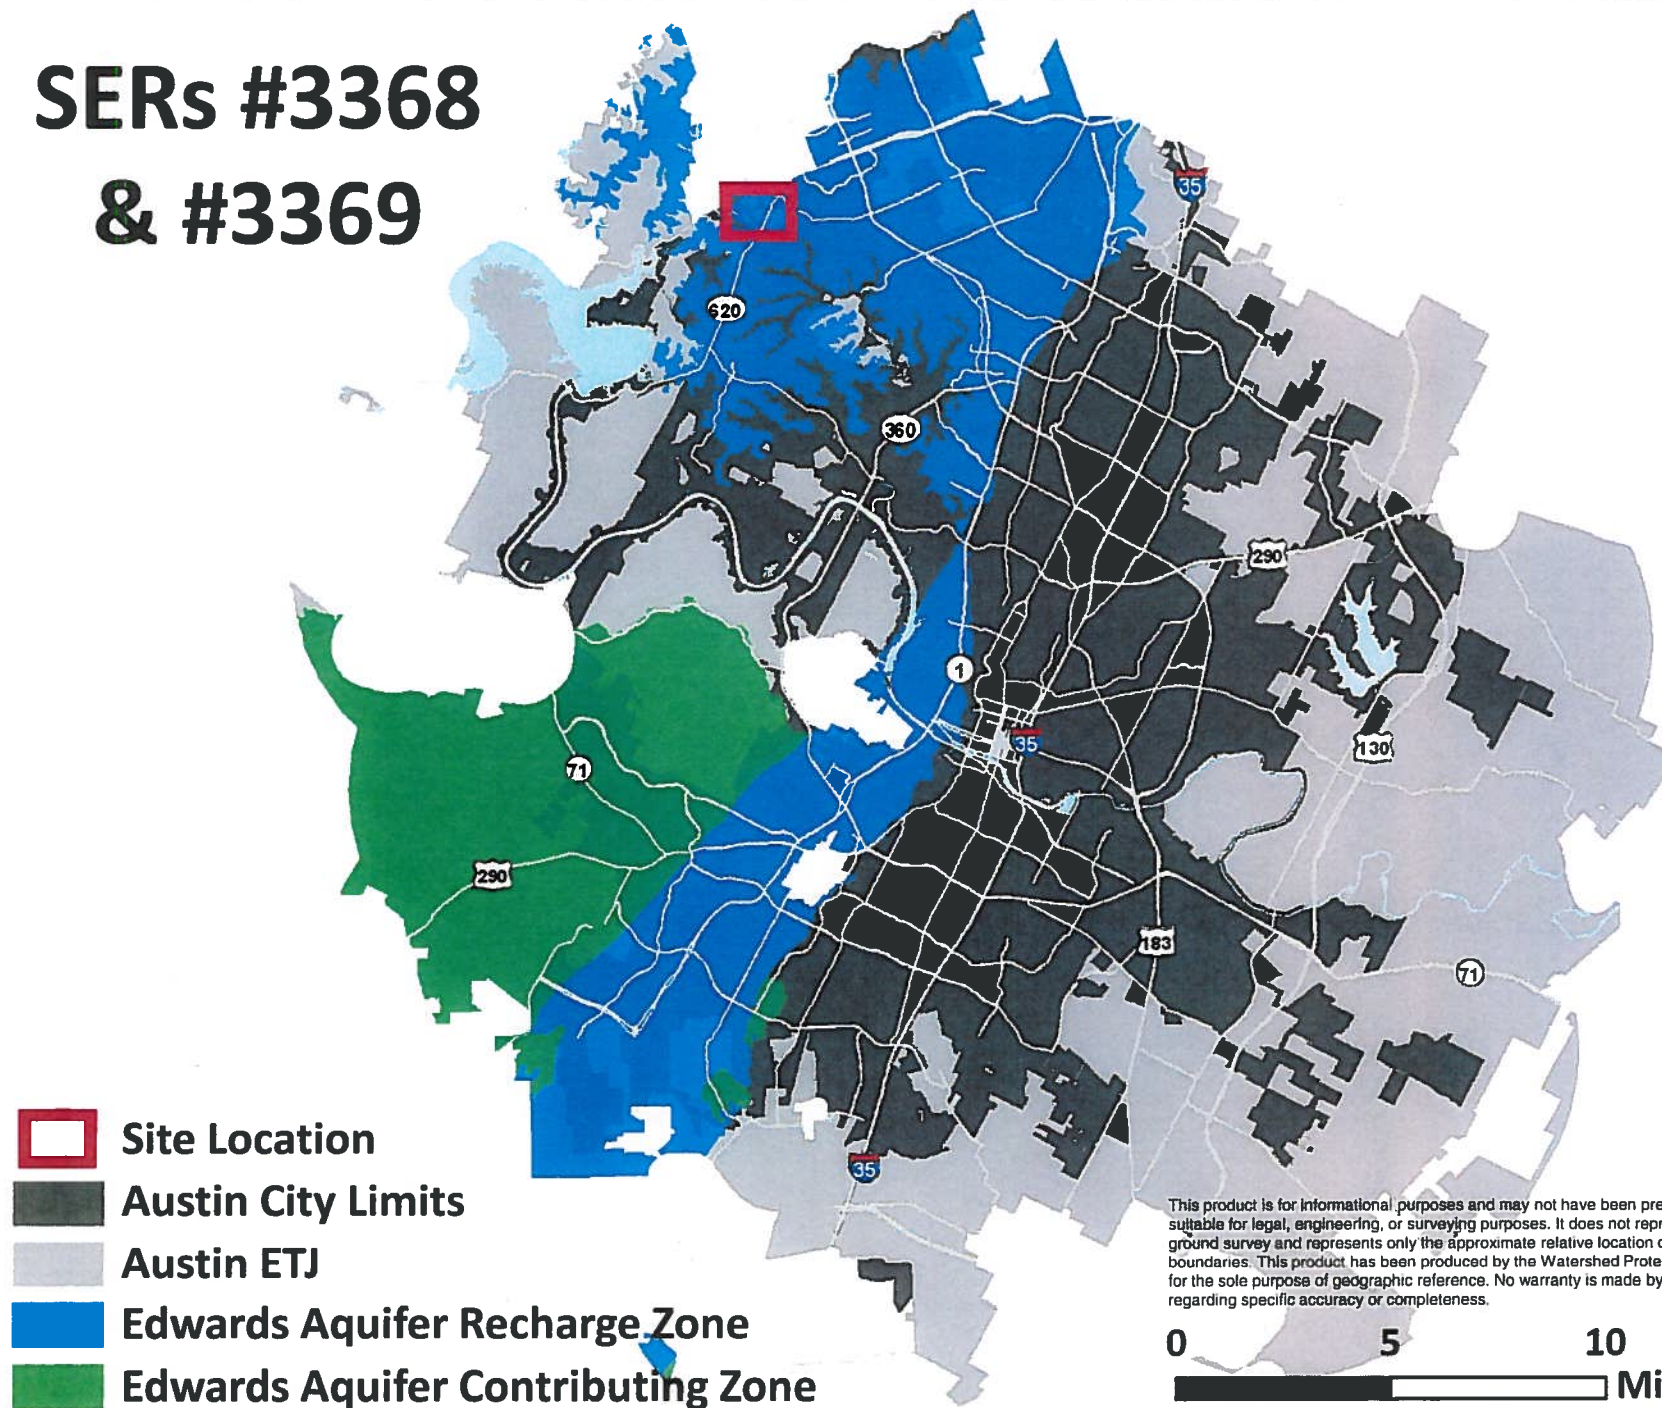 SERs #3368
& #3369
35
620
360
290
1
35
130
71
290
183
71
35
Site Location
Austin City Limits
Austin ETJ
Edwards Aquifer Recharge Zone
Edwards Aquifer Contributing Zone
This product is for informational purposes and may not have been pre
suitable for legal, engineering, or surveying purposes. It does not repr
ground survey and represents only the approximate relative location o
boundaries. This product has been produced by the Watershed Prote
for the sole purpose of geographic reference. No warranty is made by
regarding specific accuracy or completeness.
0 5 10
Mi